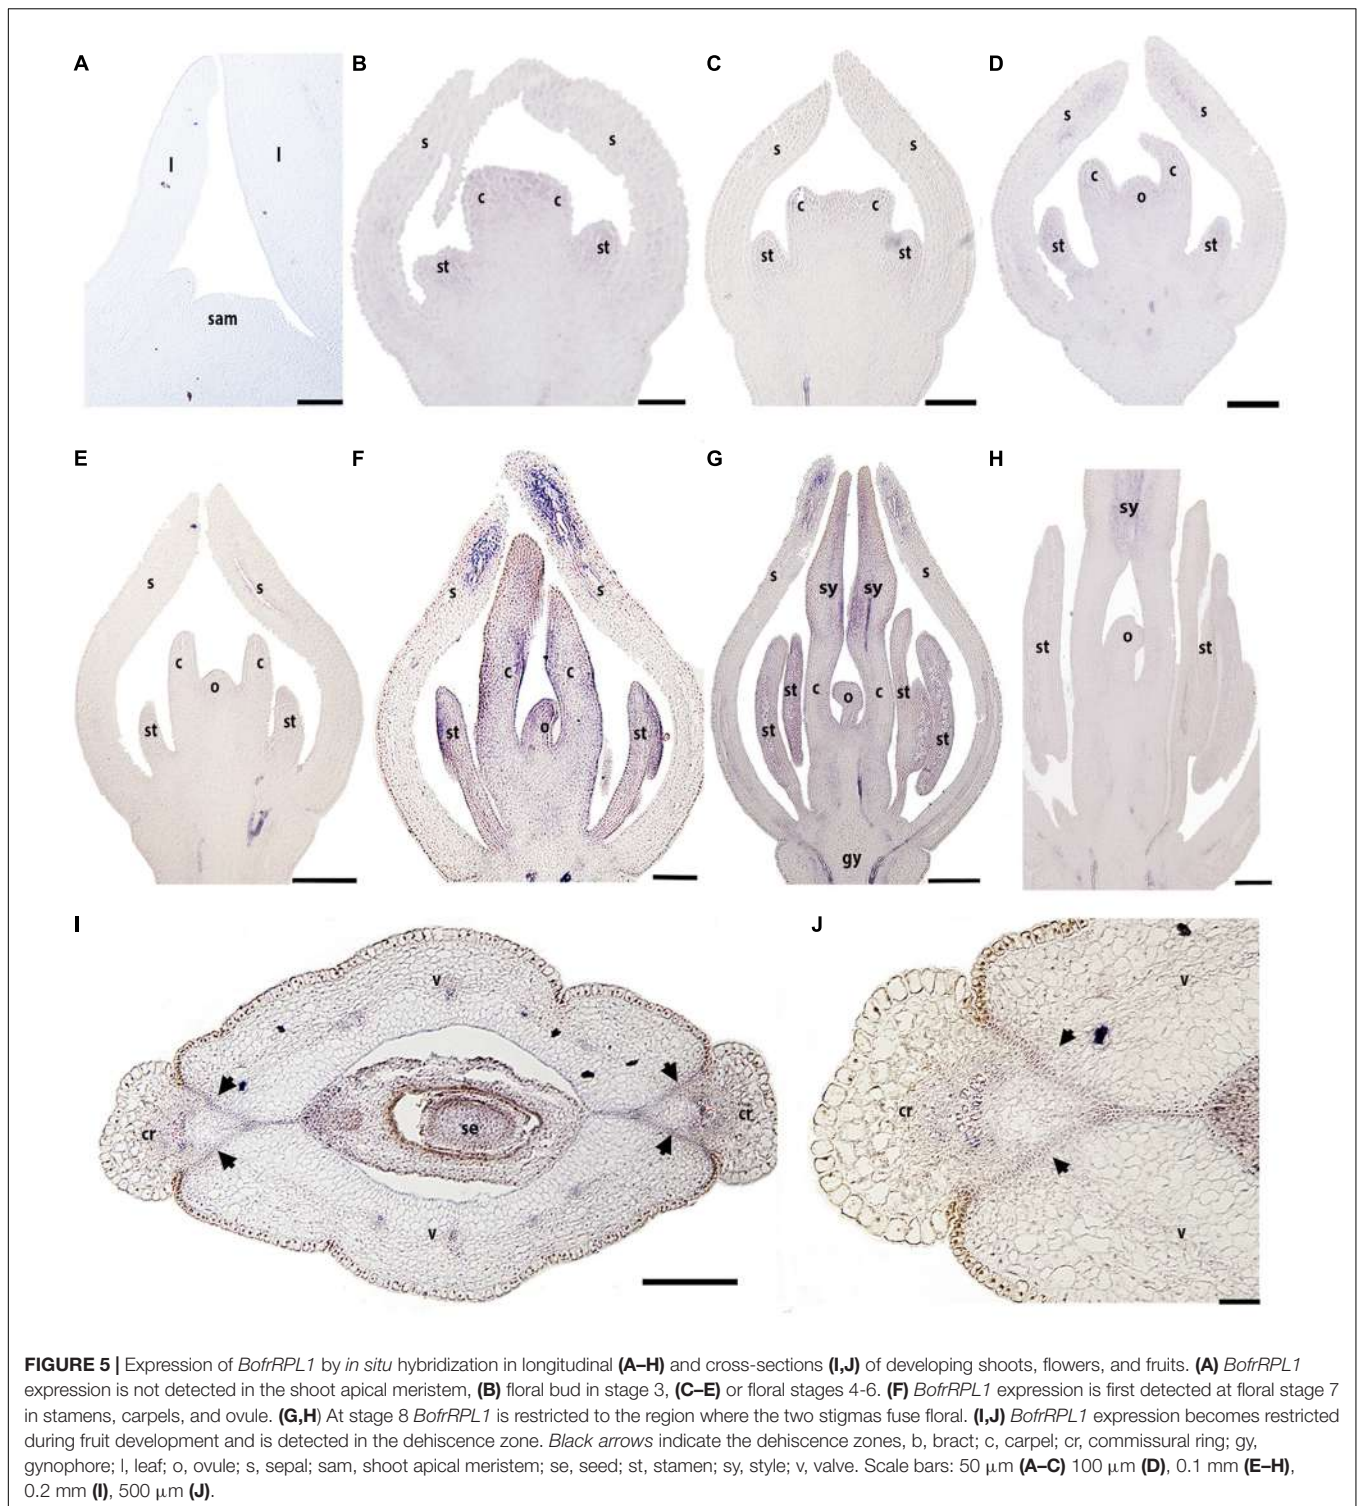 A B C D
l l sam
s s c c st st
s s c c st st
s s c c o st st
E F G H
s s c c o st st
s s c c o st st
s s sy sy st st c o c st st gy
sy st o st
I J
v cr se cr v
v cr v
FIGURE 5 | Expression of BofrRPL1 by in situ hybridization in longitudinal (A–H) and cross-sections (I,J) of developing shoots, flowers, and fruits. (A) BofrRPL1
expression is not detected in the shoot apical meristem, (B) floral bud in stage 3, (C–E) or floral stages 4-6. (F) BofrRPL1 expression is first detected at floral stage 7
in stamens, carpels, and ovule. (G,H) At stage 8 BofrRPL1 is restricted to the region where the two stigmas fuse floral. (I,J) BofrRPL1 expression becomes restricted
during fruit development and is detected in the dehiscence zone. Black arrows indicate the dehiscence zones, b, bract; c, carpel; cr, commissural ring; gy,
gynophore; l, leaf; o, ovule; s, sepal; sam, shoot apical meristem; se, seed; st, stamen; sy, style; v, valve. Scale bars: 50 μm (A–C) 100 μm (D), 0.1 mm (E–H),
0.2 mm (I), 500 μm (J).